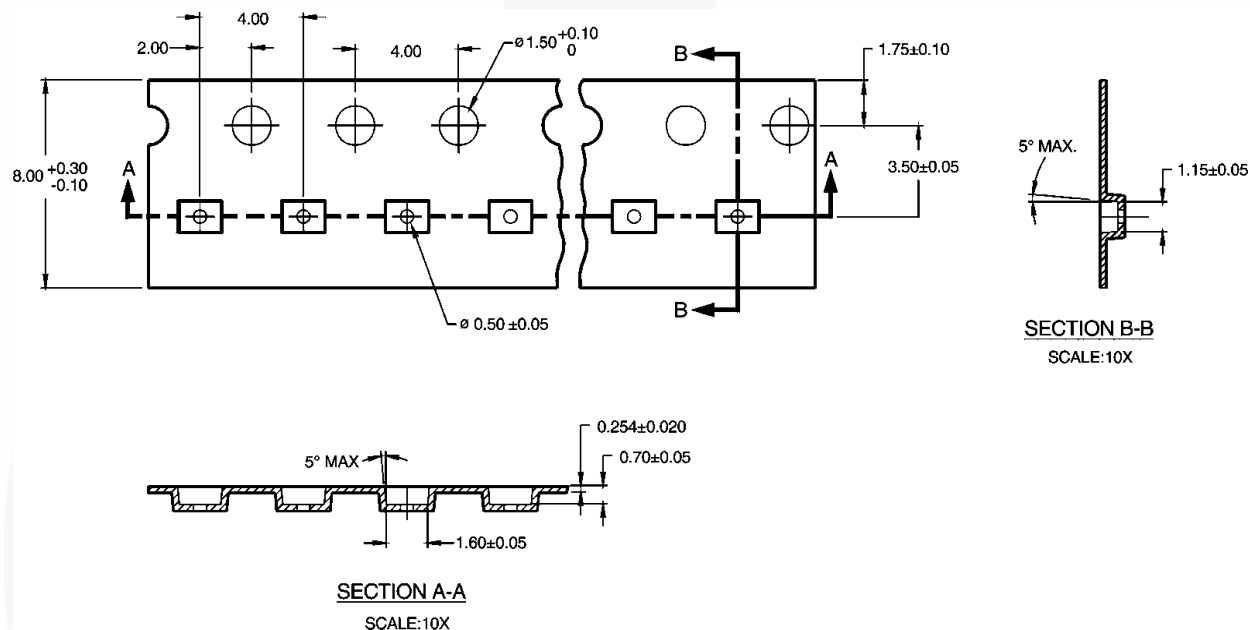 4.00
2.00
4.00
ø1.50 +0.10
0
B
1.75±0.10
8.00 +0.30
-0.10
A
A
3.50±0.05
5° MAX.
1.15±0.05
B
ø 0.50 ±0.05
SECTION B-B
SCALE:10X
5° MAX
0.254±0.020
0.70±0.05
1.60±0.05
SECTION A-A
SCALE:10X